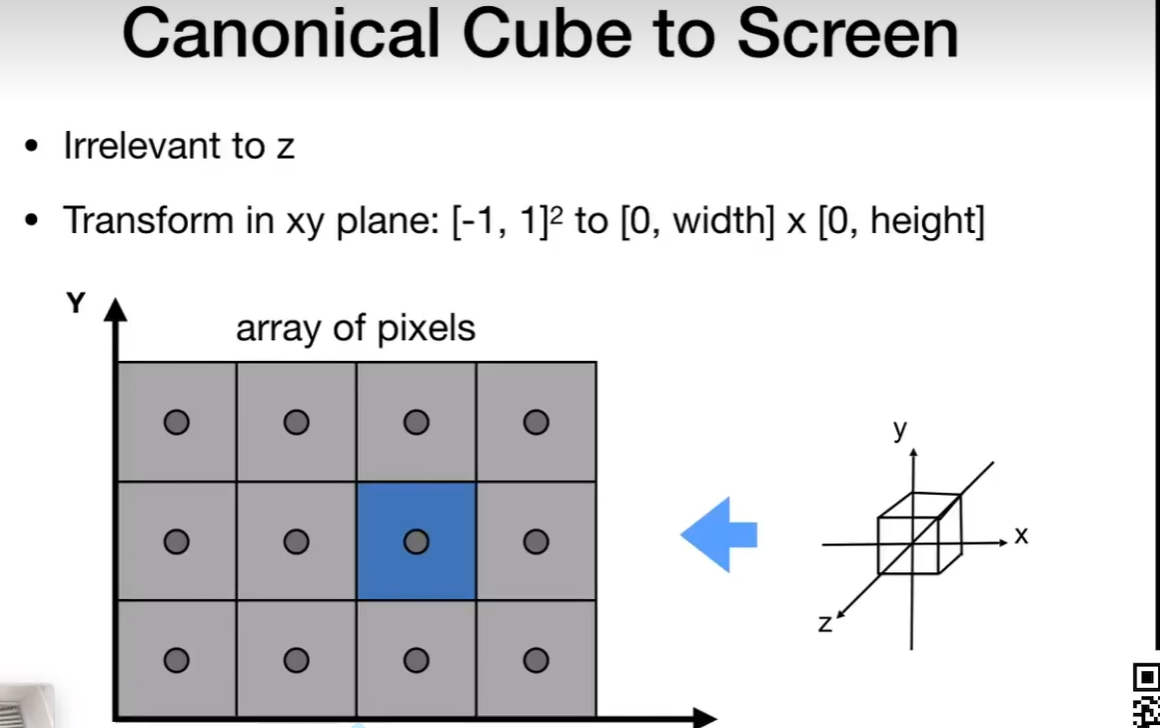 Canonical Cube to Screen
• Irrelevant to z
• Transform in xy plane: [-1, 1]² to [0, width] x [0, height]
Y
array of pixels
y
x
z